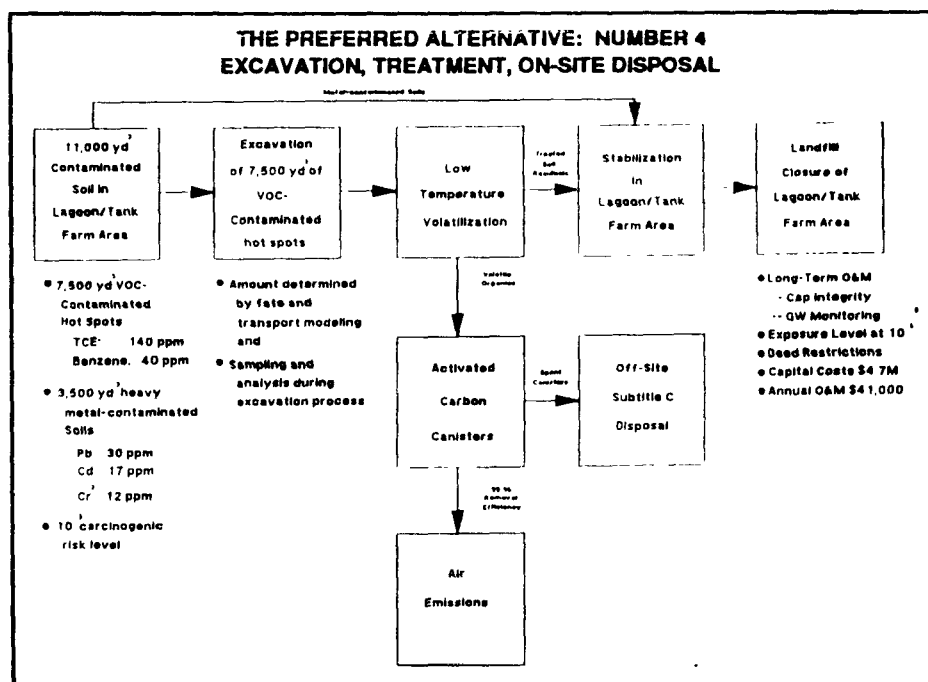 THE PREFERRED ALTERNATIVE: NUMBER 4
EXCAVATION, TREATMENT, ON-SITE DISPOSAL
Metal-contaminated Soils
11,000 yd³
Contaminated
Soil in
Lagoon/Tank
Farm Area
Excavation
of 7,500 yd³ of
VOC-
Contaminated
hot spots
Low
Temperature
Volatilization
Treated
Soil
Residuals
Stabilization
in
Lagoon/Tank
Farm Area
Landfill
Closure of
Lagoon/Tank
Farm Area
● 7,500 yd³ VOC-
Contaminated
Hot Spots
TCE- 140 ppm
Benzene. 40 ppm
● 3,500 yd³ heavy
metal-contaminated
Soils
Pb 30 ppm
Cd 17 ppm
Cr 12 ppm
● 10 carcinogenic
risk level
● Amount determined
by fate and
transport modeling
and
● Sampling and
analysis during
excavation process
Volatile
Organics
Activated
Carbon
Canisters
Spent
Canisters
Off-Site
Subtitle C
Disposal
Removal
Efficiency
Air
Emissions
● Long-Term O&M
- Cap Integrity
-- GW Monitoring
● Exposure Level at 10
● Deed Restrictions
● Capital Costs $4 7M
● Annual O&M $41,000